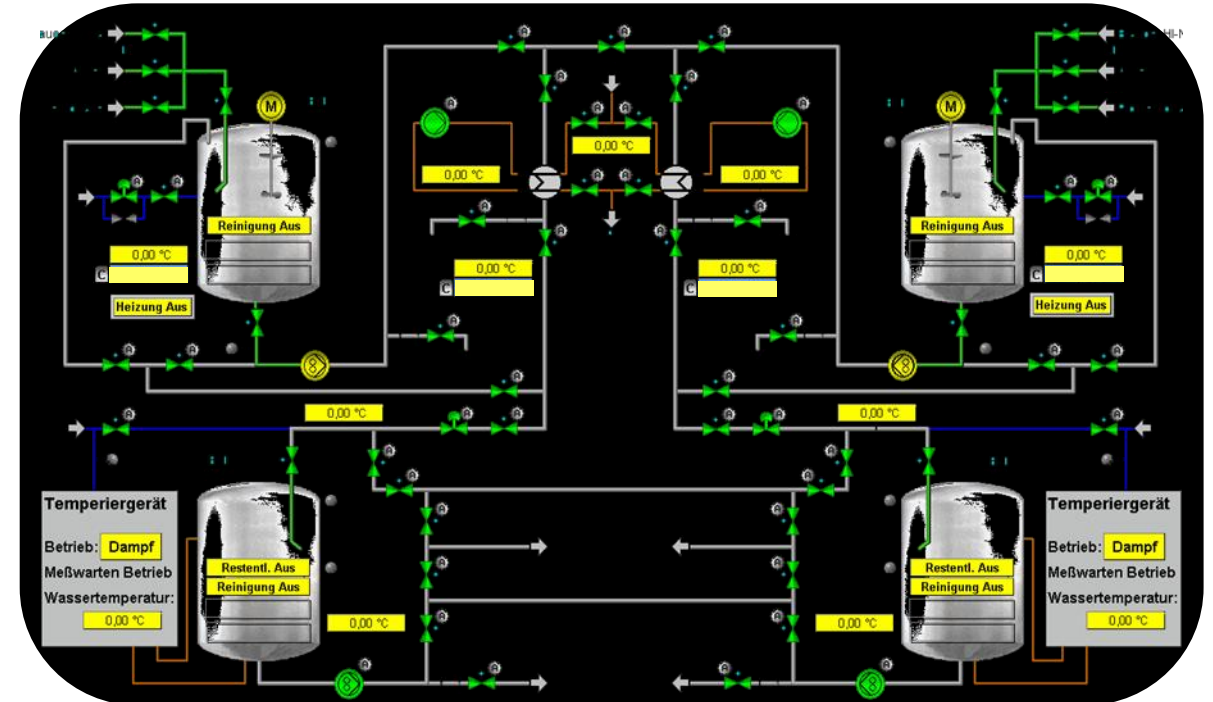 M
M
0,00 °C
0,00 °C
0,00 °C
Reinigung Aus
Reinigung Aus
0,00 °C
0,00 °C
0,00 °C
0,00 °C
C
C
C
C
Heizung Aus
Heizung Aus
0,00 °C
0,00 °C
Temperiergerät
Betrieb: Dampf
Meßwarten Betrieb
Wassertemperatur:
0,00 °C
Restentl. Aus
Reinigung Aus
0,00 °C
0,00 °C
Restentl. Aus
Reinigung Aus
Temperiergerät
Betrieb: Dampf
Meßwarten Betrieb
Wassertemperatur:
0,00 °C